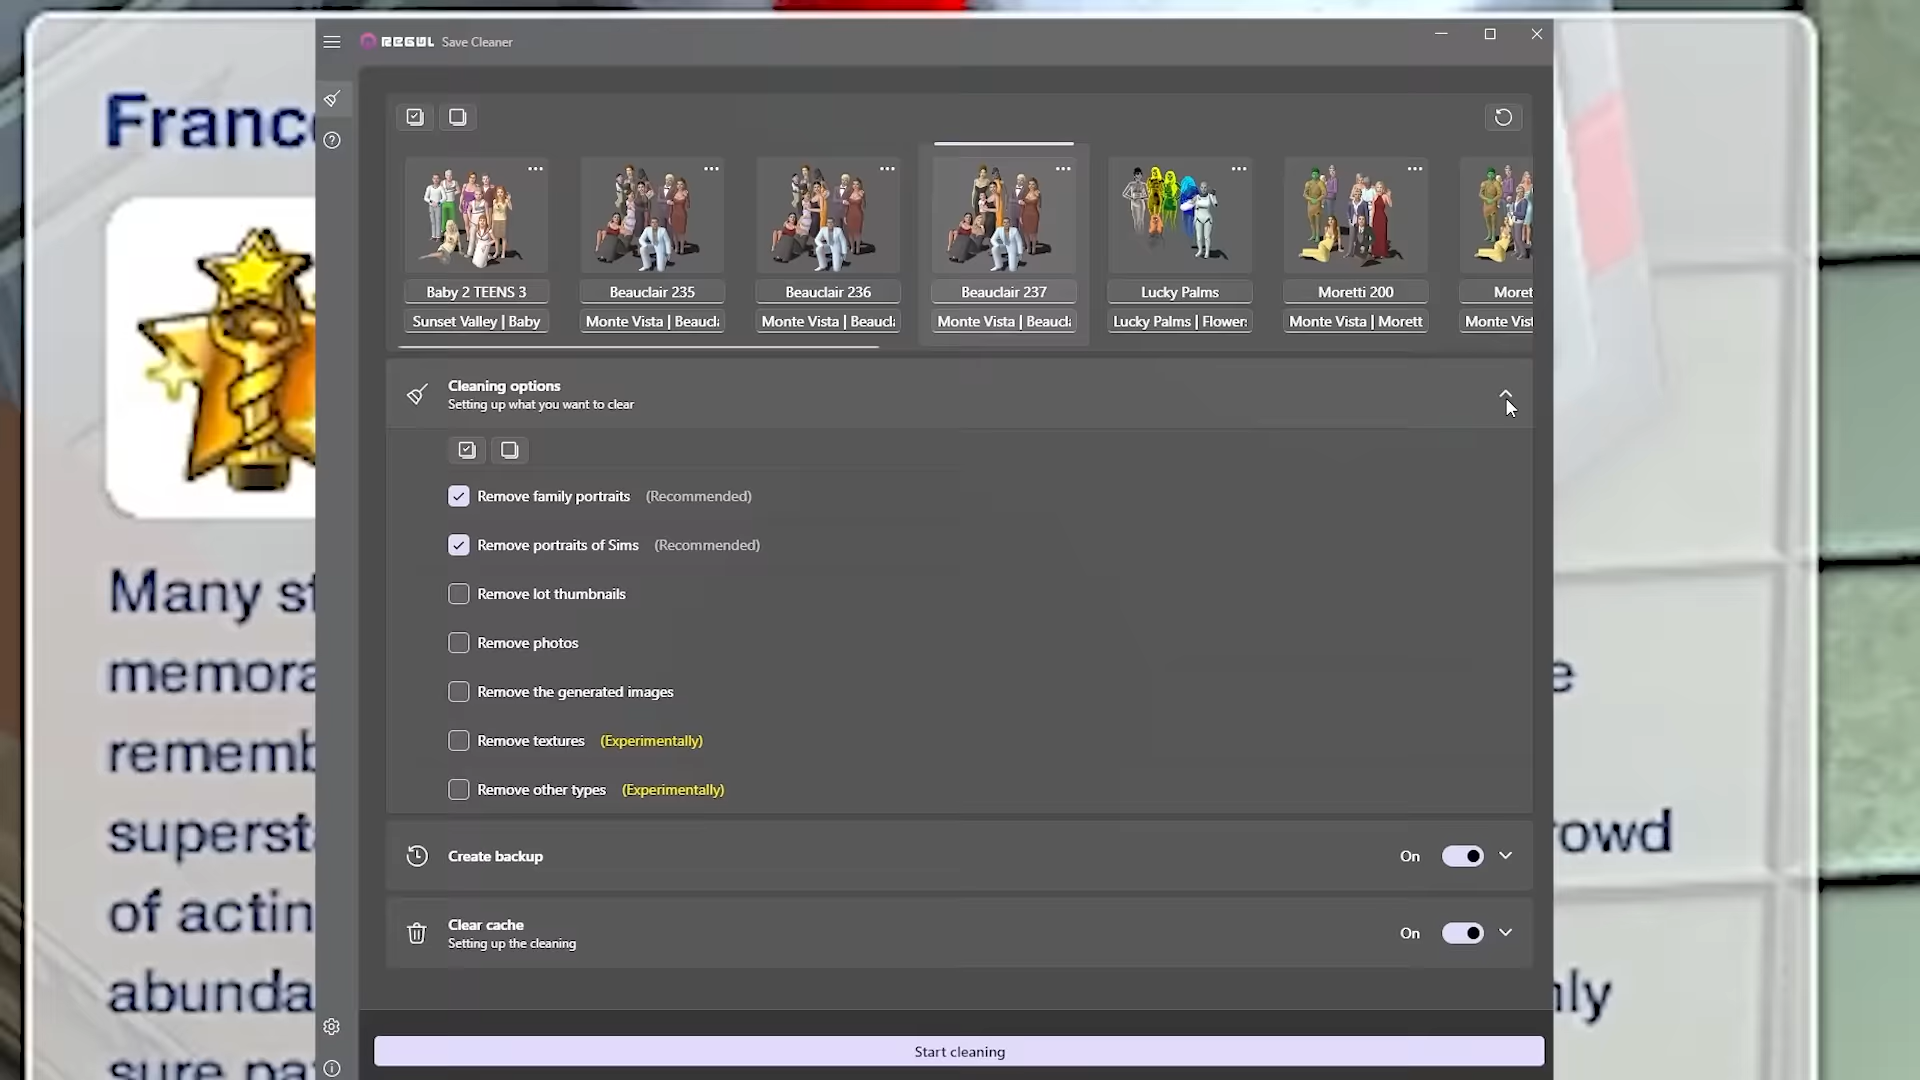 REGUL Save Cleaner
Baby 2 TEENS 3
Beauclair 235
Beauclair 236
Beauclair 237
Lucky Palms
Moretti 200
Moret
Sunset Valley | Baby
Monte Vista | Beaucl
Monte Vista | Beaucl
Monte Vista | Beaucl
Lucky Palms | Flower
Monte Vista | Morett
Monte Vist
Cleaning options
Setting up what you want to clear
Remove family portraits (Recommended)
Remove portraits of Sims (Recommended)
Remove lot thumbnails
Remove photos
Remove the generated images
Remove textures (Experimentally)
Remove other types (Experimentally)
Create backup
On
Clear cache
Setting up the cleaning
On
Start cleaning
Franc
Many s
memora
e
rememb
superst
rowd
of actin
abunda
nly
sure pa